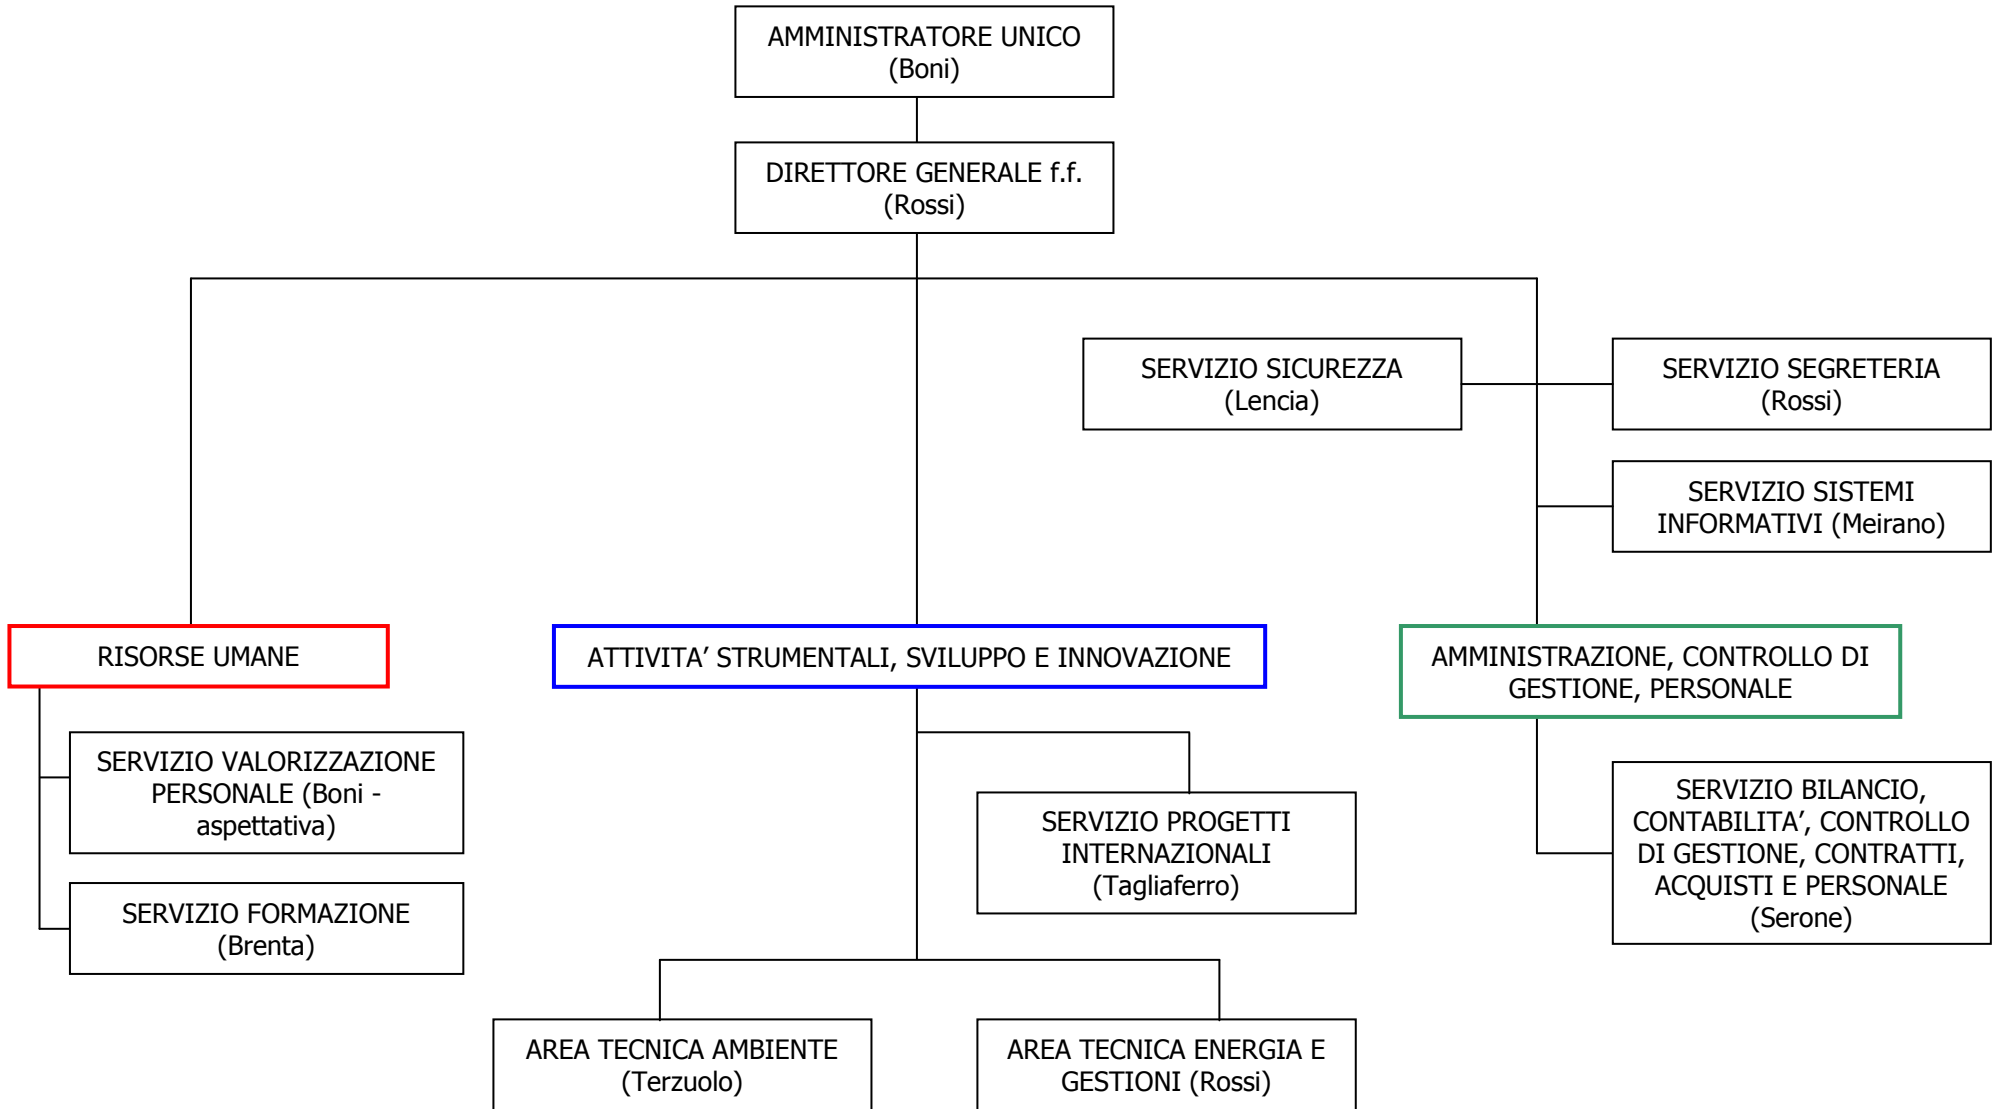 AMMINISTRATORE UNICO
(Boni)
DIRETTORE GENERALE f.f.
(Rossi)
SERVIZIO SICUREZZA
(Lencia)
SERVIZIO SEGRETERIA
(Rossi)
SERVIZIO SISTEMI
INFORMATIVI (Meirano)
RISORSE UMANE
ATTIVITA’ STRUMENTALI, SVILUPPO E INNOVAZIONE
AMMINISTRAZIONE, CONTROLLO DI
GESTIONE, PERSONALE
SERVIZIO VALORIZZAZIONE
PERSONALE (Boni -
aspettativa)
SERVIZIO FORMAZIONE
(Brenta)
SERVIZIO PROGETTI
INTERNAZIONALI
(Tagliaferro)
SERVIZIO BILANCIO,
CONTABILITA’, CONTROLLO
DI GESTIONE, CONTRATTI,
ACQUISTI E PERSONALE
(Serone)
AREA TECNICA AMBIENTE
(Terzuolo)
AREA TECNICA ENERGIA E
GESTIONI (Rossi)